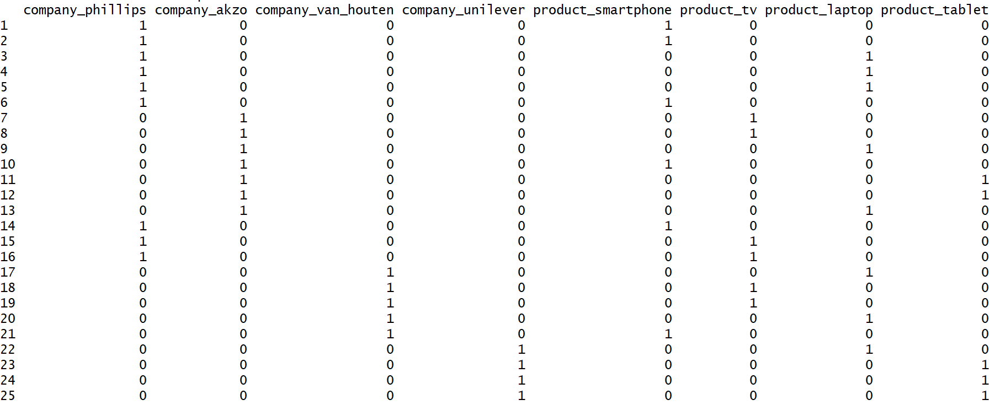 company_phillips company_akzo company_van_houten company_unilever product_smartphone product_tv product_laptop product_tablet
1 1 0 0 0 1 0 0 0
2 1 0 0 0 1 0 0 0
3 1 0 0 0 0 0 1 0
4 1 0 0 0 0 0 1 0
5 1 0 0 0 0 0 1 0
6 1 0 0 0 1 0 0 0
7 0 1 0 0 0 1 0 0
8 0 1 0 0 0 1 0 0
9 0 1 0 0 0 0 1 0
10 0 1 0 0 1 0 0 0
11 0 1 0 0 0 0 0 1
12 0 1 0 0 0 0 0 1
13 0 1 0 0 0 0 1 0
14 1 0 0 0 1 0 0 0
15 1 0 0 0 0 1 0 0
16 1 0 0 0 0 1 0 0
17 0 0 1 0 0 0 1 0
18 0 0 1 0 0 1 0 0
19 0 0 1 0 0 1 0 0
20 0 0 1 0 0 0 1 0
21 0 0 1 0 1 0 0 0
22 0 0 0 1 0 0 1 0
23 0 0 0 1 0 0 0 1
24 0 0 0 1 0 0 0 1
25 0 0 0 1 0 0 0 1